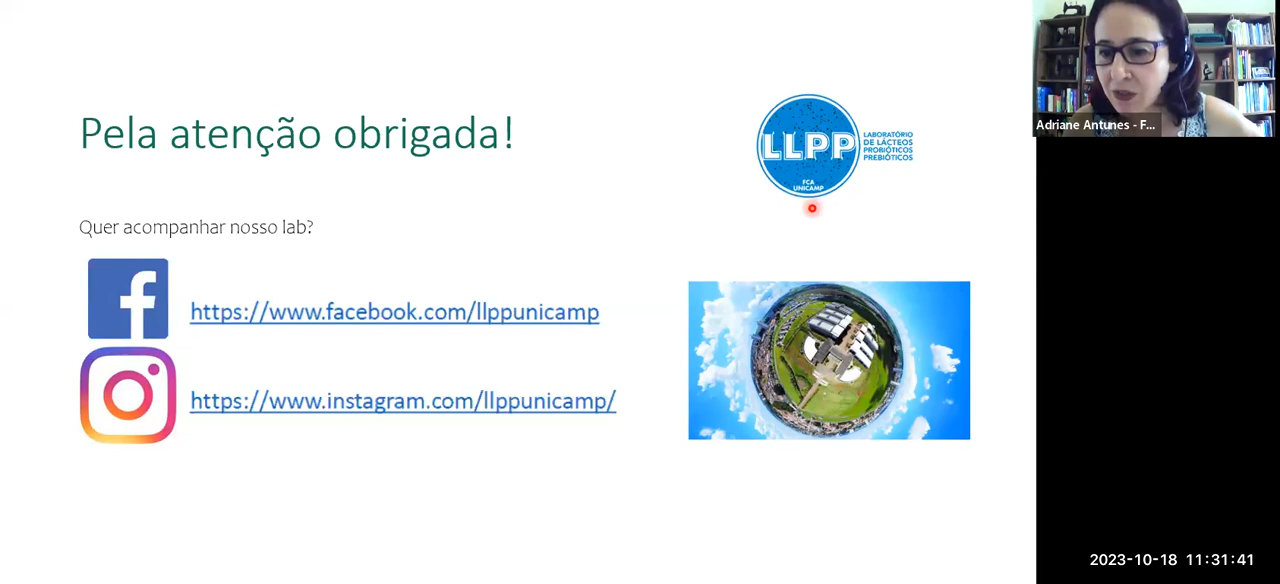 Pela atenção obrigada!
LLPP
FCA
UNICAMP
LABORATÓRIO
DE LÁCTEOS
PROBIÓTICOS
PREBIÓTICOS
Quer acompanhar nosso lab?
https://www.facebook.com/llppunicamp
https://www.instagram.com/llppunicamp/
Adriane Antunes - F...
2023-10-18 11:31:41